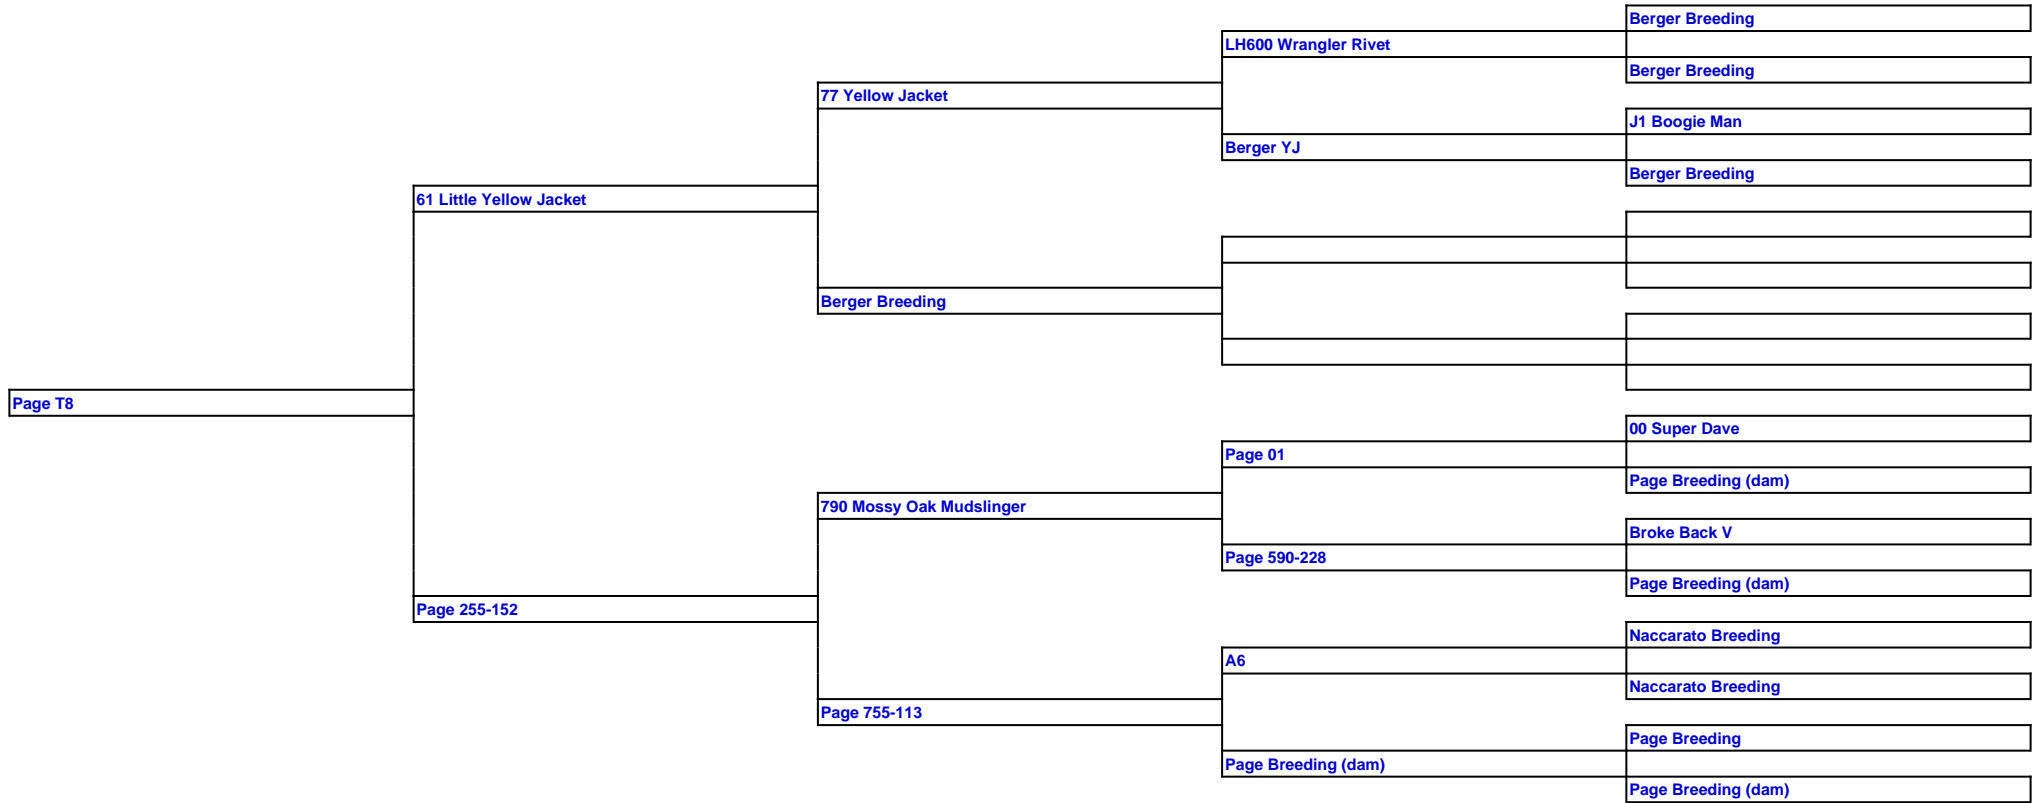 Berger Breeding
LH600 Wrangler Rivet
Berger Breeding
77 Yellow Jacket
J1 Boogie Man
Berger YJ
Berger Breeding
61 Little Yellow Jacket
Berger Breeding
Page T8
00 Super Dave
Page 01
Page Breeding (dam)
790 Mossy Oak Mudslinger
Broke Back V
Page 590-228
Page Breeding (dam)
Page 255-152
Naccarato Breeding
A6
Naccarato Breeding
Page 755-113
Page Breeding
Page Breeding (dam)
Page Breeding (dam)